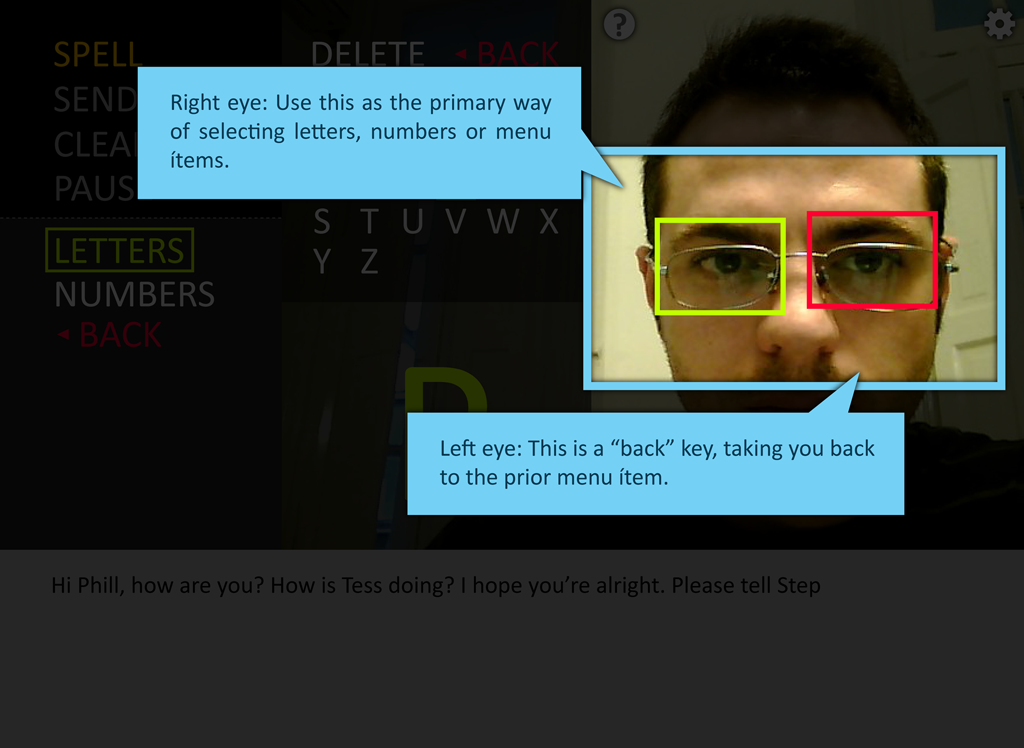 SPELL
SEND
CLEA
PAUS
LETTERS
NUMBERS
◂ BACK
DELETE ◂ BACK
S T U V W X
Y Z
?
Right eye: Use this as the primary way
of selecting letters, numbers or menu
ítems.
Left eye: This is a “back” key, taking you back
to the prior menu ítem.
Hi Phill, how are you? How is Tess doing? I hope you’re alright. Please tell Step